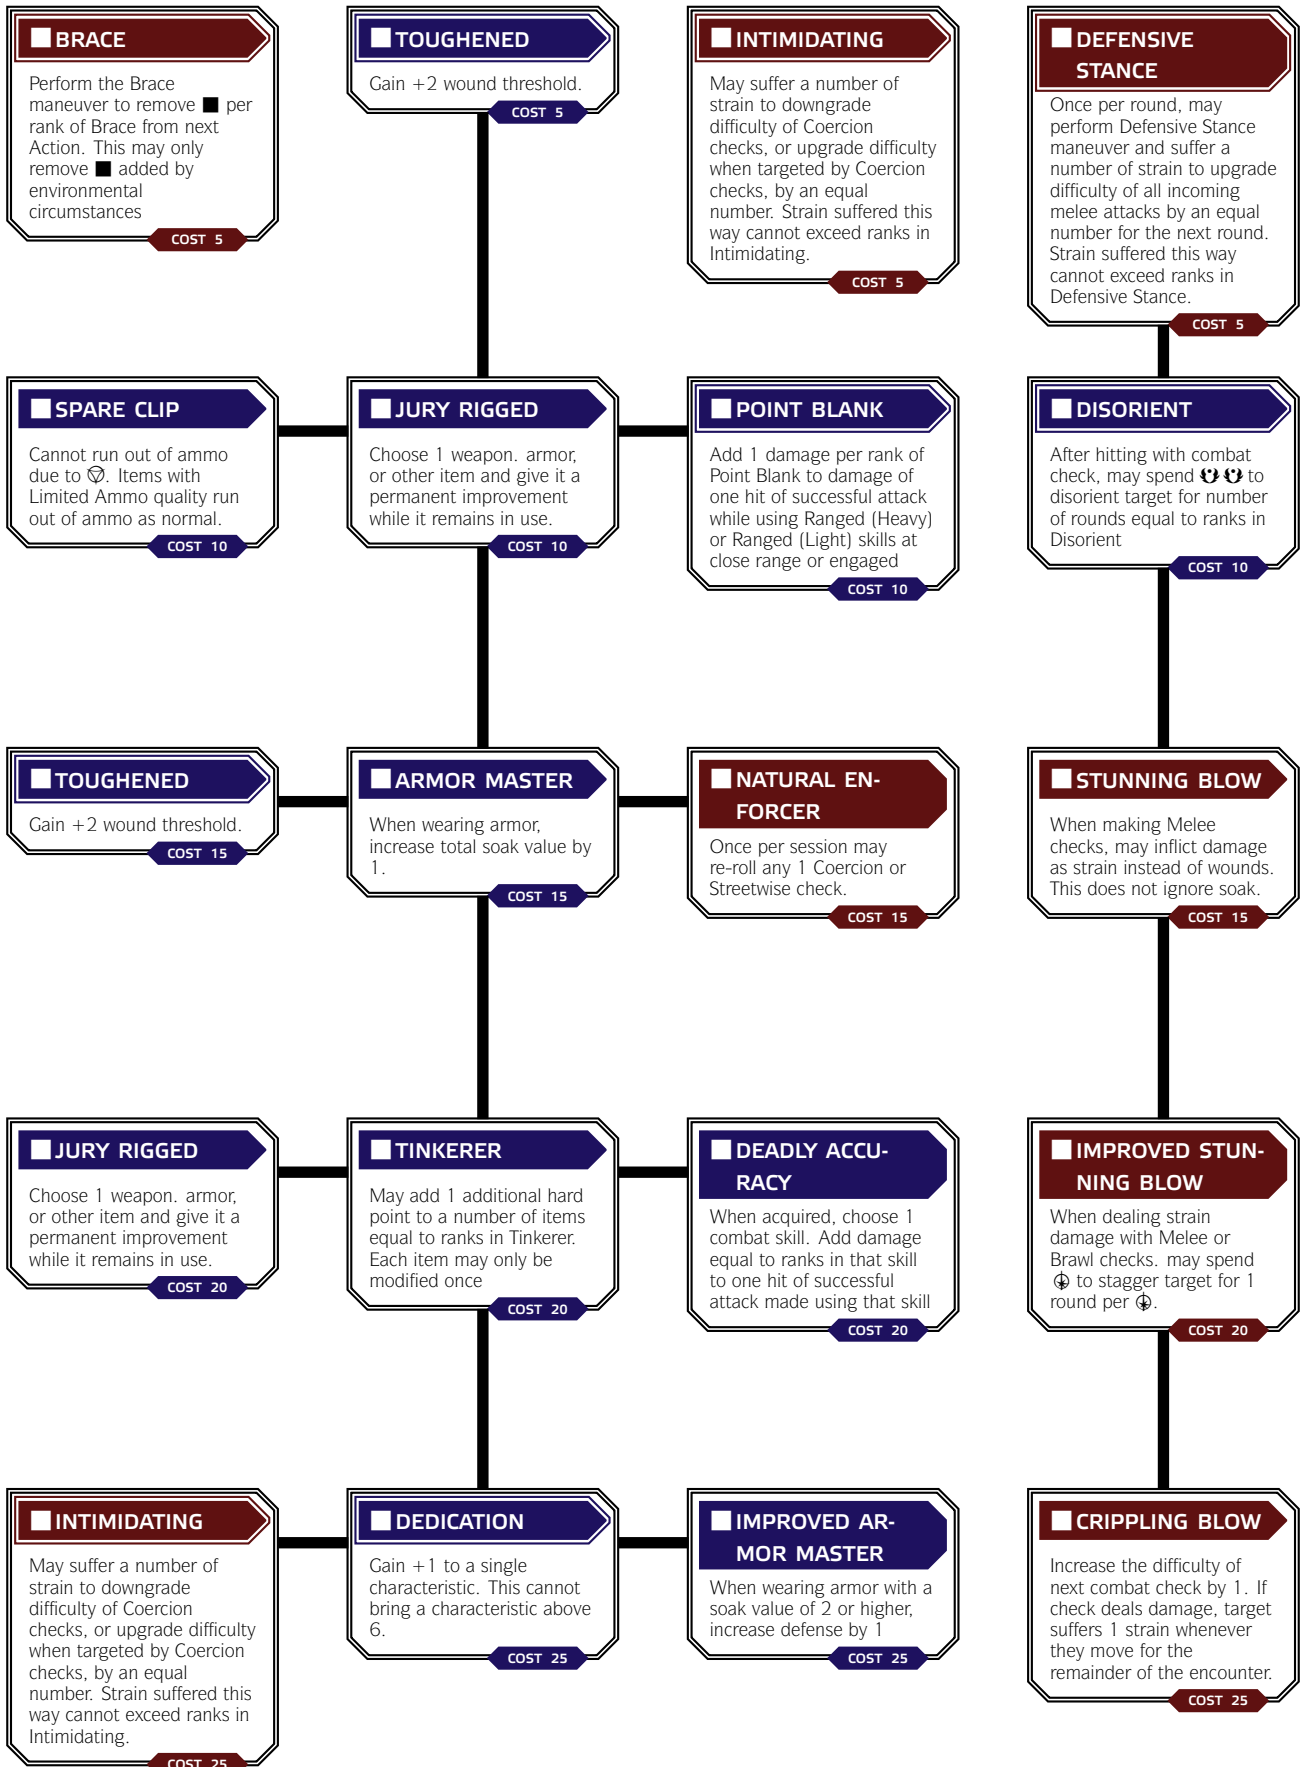 BRACE
Perform the Brace
maneuver to remove ■ per
rank of Brace from next
Action. This may only
remove ■ added by
environmental
circumstances
COST 5
TOUGHENED
Gain +2 wound threshold.
COST 5
INTIMIDATING
May suffer a number of
strain to downgrade
difficulty of Coercion
checks, or upgrade difficulty
when targeted by Coercion
checks, by an equal
number. Strain suffered this
way cannot exceed ranks in
Intimidating.
COST 5
DEFENSIVE
STANCE
Once per round, may
perform Defensive Stance
maneuver and suffer a
number of strain to upgrade
difficulty of all incoming
melee attacks by an equal
number for the next round.
Strain suffered this way
cannot exceed ranks in
Defensive Stance.
COST 5
SPARE CLIP
Cannot run out of ammo
due to . Items with
Limited Ammo quality run
out of ammo as normal.
COST 10
JURY RIGGED
Choose 1 weapon. armor,
or other item and give it a
permanent improvement
while it remains in use.
COST 10
POINT BLANK
Add 1 damage per rank of
Point Blank to damage of
one hit of successful attack
while using Ranged (Heavy)
or Ranged (Light) skills at
close range or engaged
COST 10
DISORIENT
After hitting with combat
check, may spend to
disorient target for number
of rounds equal to ranks in
Disorient
COST 10
TOUGHENED
Gain +2 wound threshold.
COST 15
ARMOR MASTER
When wearing armor,
increase total soak value by
1.
COST 15
NATURAL EN-
FORCER
Once per session may
re-roll any 1 Coercion or
Streetwise check.
COST 15
STUNNING BLOW
When making Melee
checks, may inflict damage
as strain instead of wounds.
This does not ignore soak.
COST 15
JURY RIGGED
Choose 1 weapon. armor,
or other item and give it a
permanent improvement
while it remains in use.
COST 20
TINKERER
May add 1 additional hard
point to a number of items
equal to ranks in Tinkerer.
Each item may only be
modified once
COST 20
DEADLY ACCU-
RACY
When acquired, choose 1
combat skill. Add damage
equal to ranks in that skill
to one hit of successful
attack made using that skill
COST 20
IMPROVED STUN-
NING BLOW
When dealing strain
damage with Melee or
Brawl checks. may spend
to stagger target for 1
round per .
COST 20
INTIMIDATING
May suffer a number of
strain to downgrade
difficulty of Coercion
checks, or upgrade difficulty
when targeted by Coercion
checks, by an equal
number. Strain suffered this
way cannot exceed ranks in
Intimidating.
COST 25
DEDICATION
Gain +1 to a single
characteristic. This cannot
bring a characteristic above
6.
COST 25
IMPROVED AR-
MOR MASTER
When wearing armor with a
soak value of 2 or higher,
increase defense by 1
COST 25
CRIPPLING BLOW
Increase the difficulty of
next combat check by 1. If
check deals damage, target
suffers 1 strain whenever
they move for the
remainder of the encounter.
COST 25